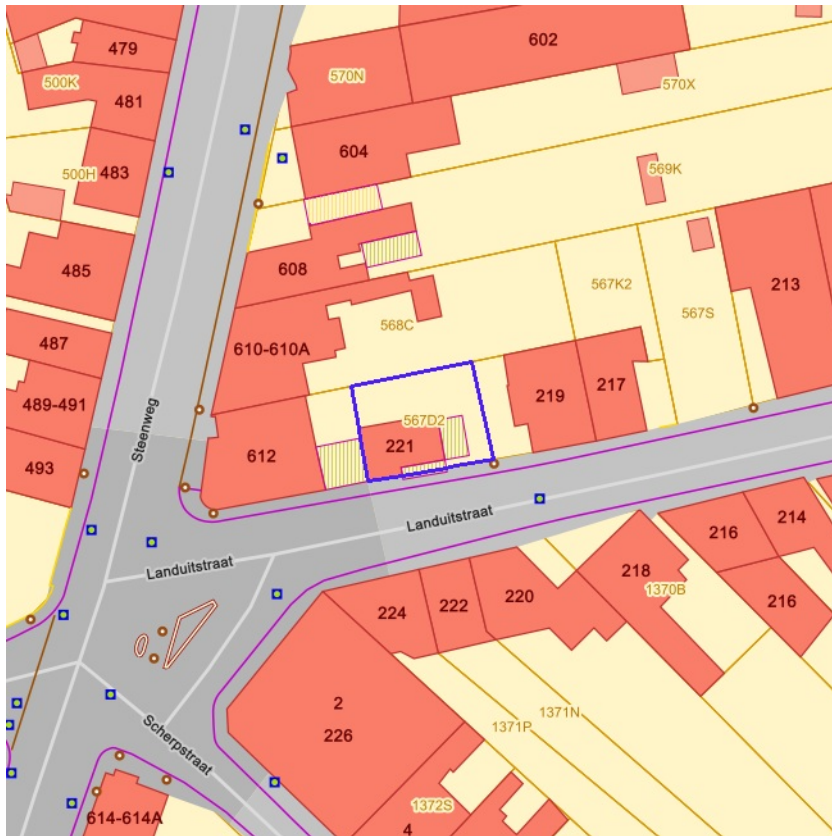 479
602
570N
500K
570X
481
604
483
500H
569K
485
608
567K2
213
567S
568C
487
610-610A
219
217
489-491
567D2
221
Steenweg
612
493
Landuitstraat
216
214
Landuitstraat
218
1370B
224
222
220
216
2
226
1371N
1371P
Scherpstraat
1372S
614-614A
4